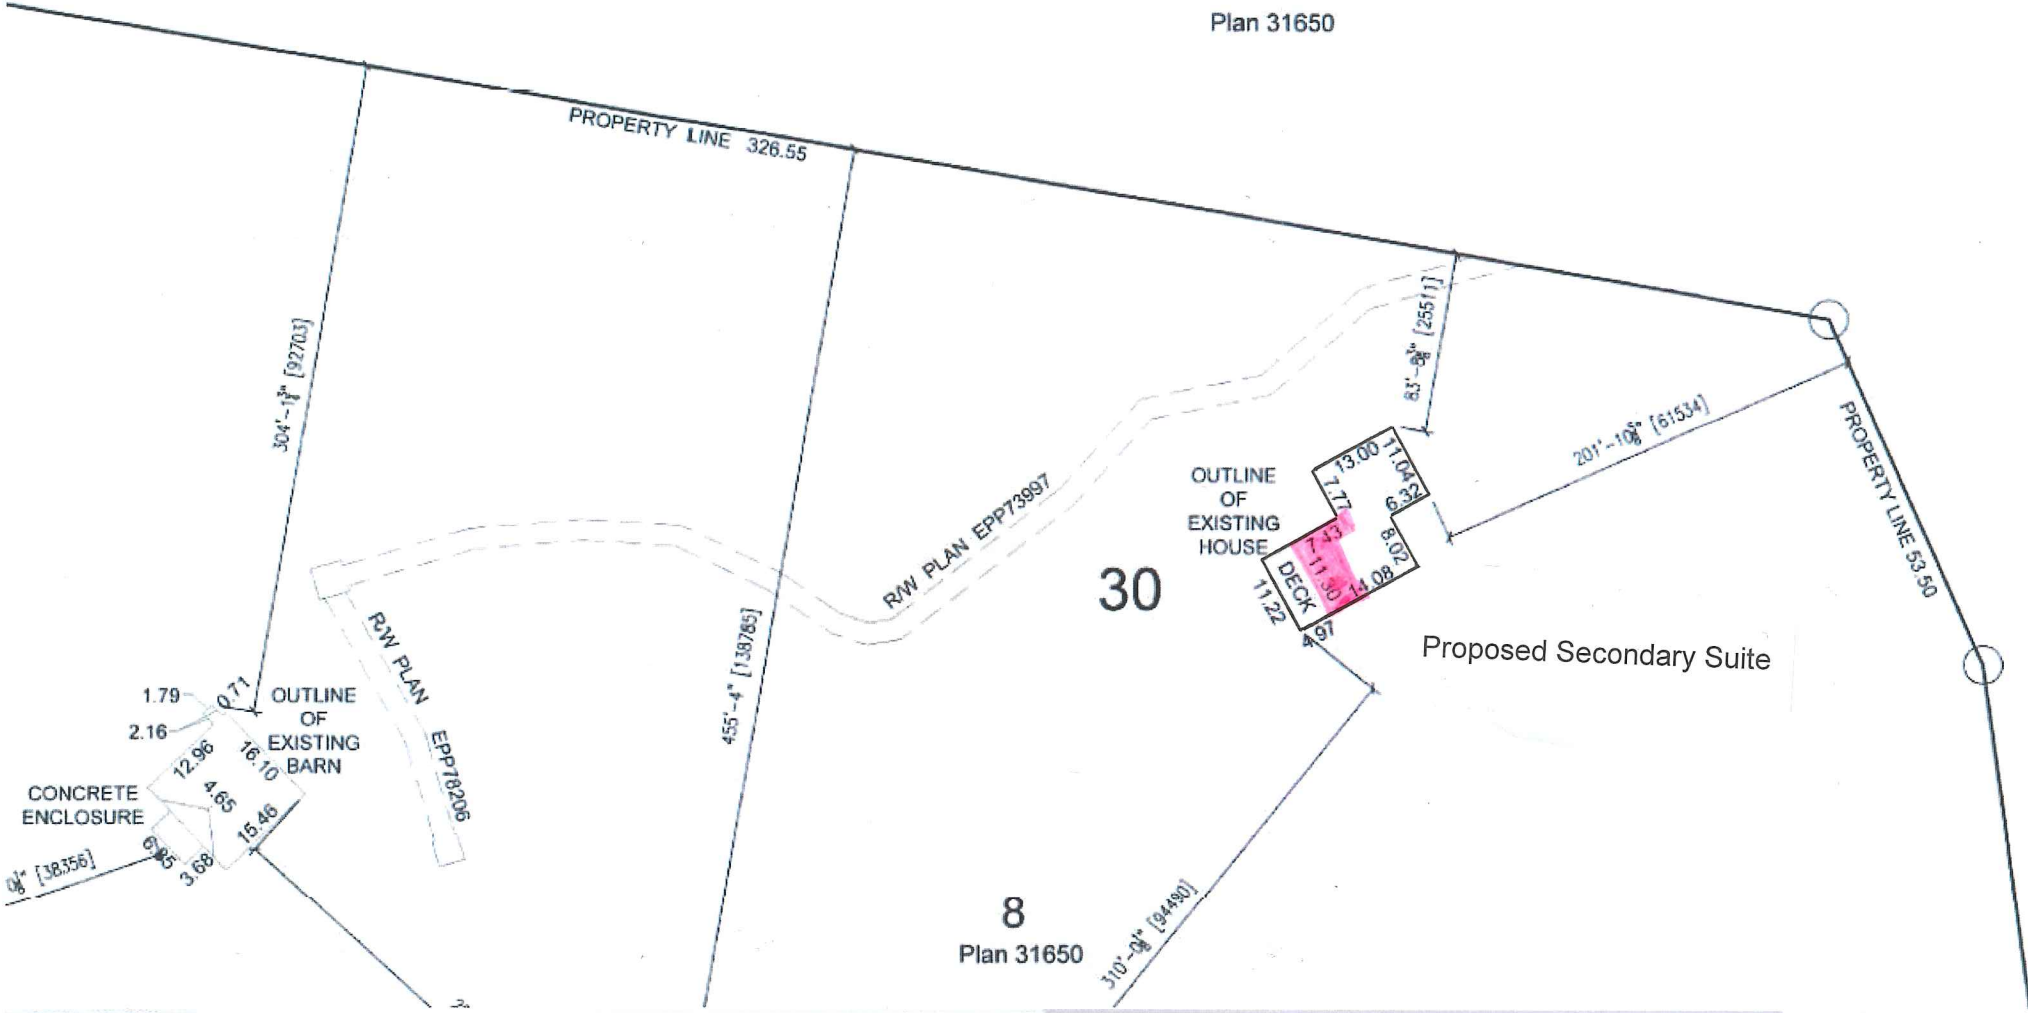 Plan 31650
PROPERTY LINE 326.55
304'-1⅜" [92703]
83'-8⅜" [25511]
201'-10⅝" [61534]
PROPERTY LINE 53.50
OUTLINE
OF
EXISTING
HOUSE
13.00
11.04
7.77
6.32
7.43
8.02
11.30
14.08
DECK
11.22
4.97
R/W PLAN EPP73997
30
Proposed Secondary Suite
455'-4" [138785]
R/W PLAN EPP78206
1.79
0.71
2.16
OUTLINE
OF
EXISTING
BARN
12.96
16.10
4.65
15.46
CONCRETE
ENCLOSURE
6.85
3.68
[38356]
8
Plan 31650
310'-0⅛" [94490]